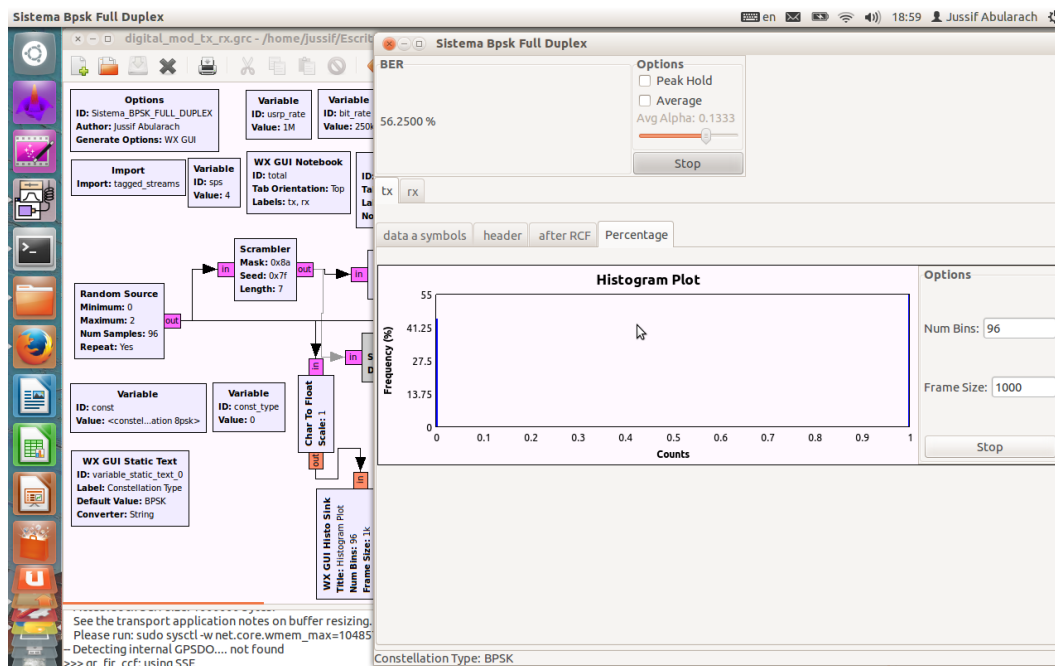 Sistema Bpsk Full Duplex
en
18:59
Jussif Abularach
digital_mod_tx_rx.grc - /home/jussif/Escrit
Options
ID: Sistema_BPSK_FULL_DUPLEX
Author: Jussif Abularach
Generate Options: WX GUI
Variable
ID: usrp_rate
Value: 1M
Variable
ID: bit_rate
Value: 250k
Import
Import: tagged_streams
Variable
ID: sps
Value: 4
WX GUI Notebook
ID: total
Tab Orientation: Top
Labels: tx, rx
ID:
Ta
La
No
Scrambler
Mask: 0x8a
Seed: 0x7f
Length: 7
in
out
in
Random Source
Minimum: 0
Maximum: 2
Num Samples: 96
Repeat: Yes
out
in
in
S
D
Variable
ID: const
Value: <constel...ation 8psk>
Variable
ID: const_type
Value: 0
Char To Float
Scale: 1
out
in
WX GUI Static Text
ID: variable_static_text_0
Label: Constellation Type
Default Value: BPSK
Converter: String
WX GUI Histo Sink
Title: Histogram Plot
Num Bins: 96
Frame Size: 1k
See the transport application notes on buffer resizing.
Please run: sudo sysctl -w net.core.wmem_max=10485
-- Detecting internal GPSDO.... not found
>>> gr_fir_ccf: using SSE
Sistema Bpsk Full Duplex
BER
56.2500 %
Options
Peak Hold
Average
Avg Alpha: 0.1333
Stop
tx
rx
data a symbols
header
after RCF
Percentage
Histogram Plot
Frequency (%)
55
41.25
27.5
13.75
0
0 0.1 0.2 0.3 0.4 0.5 0.6 0.7 0.8 0.9 1
Counts
Options
Num Bins: 96
Frame Size: 1000
Stop
Constellation Type: BPSK